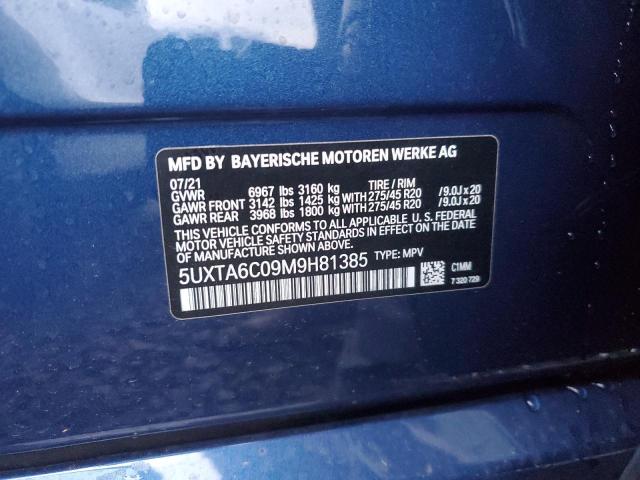 MFD BY BAYERISCHE MOTOREN WERKE AG
07/21
GVWR 6967 lbs 3160 kg TIRE / RIM
GAWR FRONT 3142 lbs 1425 kg WITH 275/45 R20 /9.0J x 20
GAWR REAR 3968 lbs 1800 kg WITH 275/45 R20 /9.0J x 20
THIS VEHICLE CONFORMS TO ALL APPLICABLE U. S. FEDERAL
MOTOR VEHICLE SAFETY STANDARDS IN EFFECT ON THE DATE
OF MANUFACTURE SHOWN ABOVE.
5UXTA6C09M9H81385 TYPE: MPV
C1MM
7 320 729